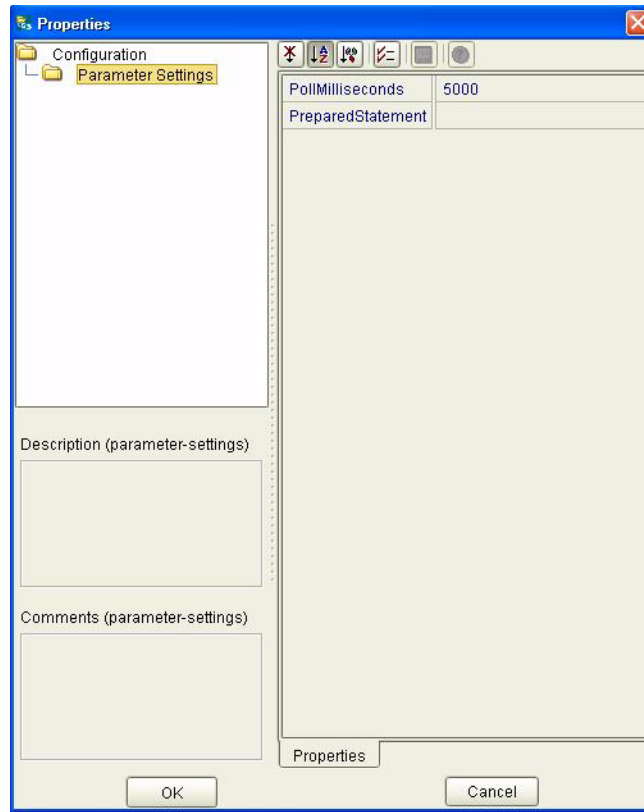 Properties
Configuration
Parameter Settings
PollMilliseconds 5000
PreparedStatement
Description (parameter-settings)
Comments (parameter-settings)
Properties
OK
Cancel